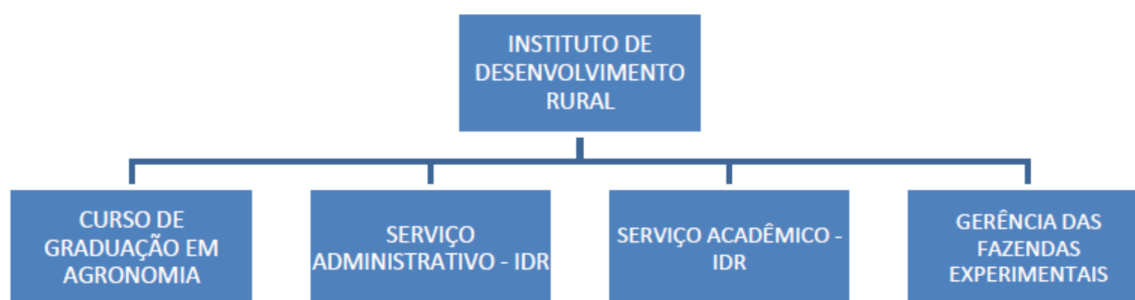 INSTITUTO DE
DESENVOLVIMENTO
RURAL
CURSO DE
GRADUAÇÃO EM
AGRONOMIA
SERVIÇO
ADMINISTRATIVO - IDR
SERVIÇO ACADÊMICO -
IDR
GERÊNCIA DAS
FAZENDAS
EXPERIMENTAIS